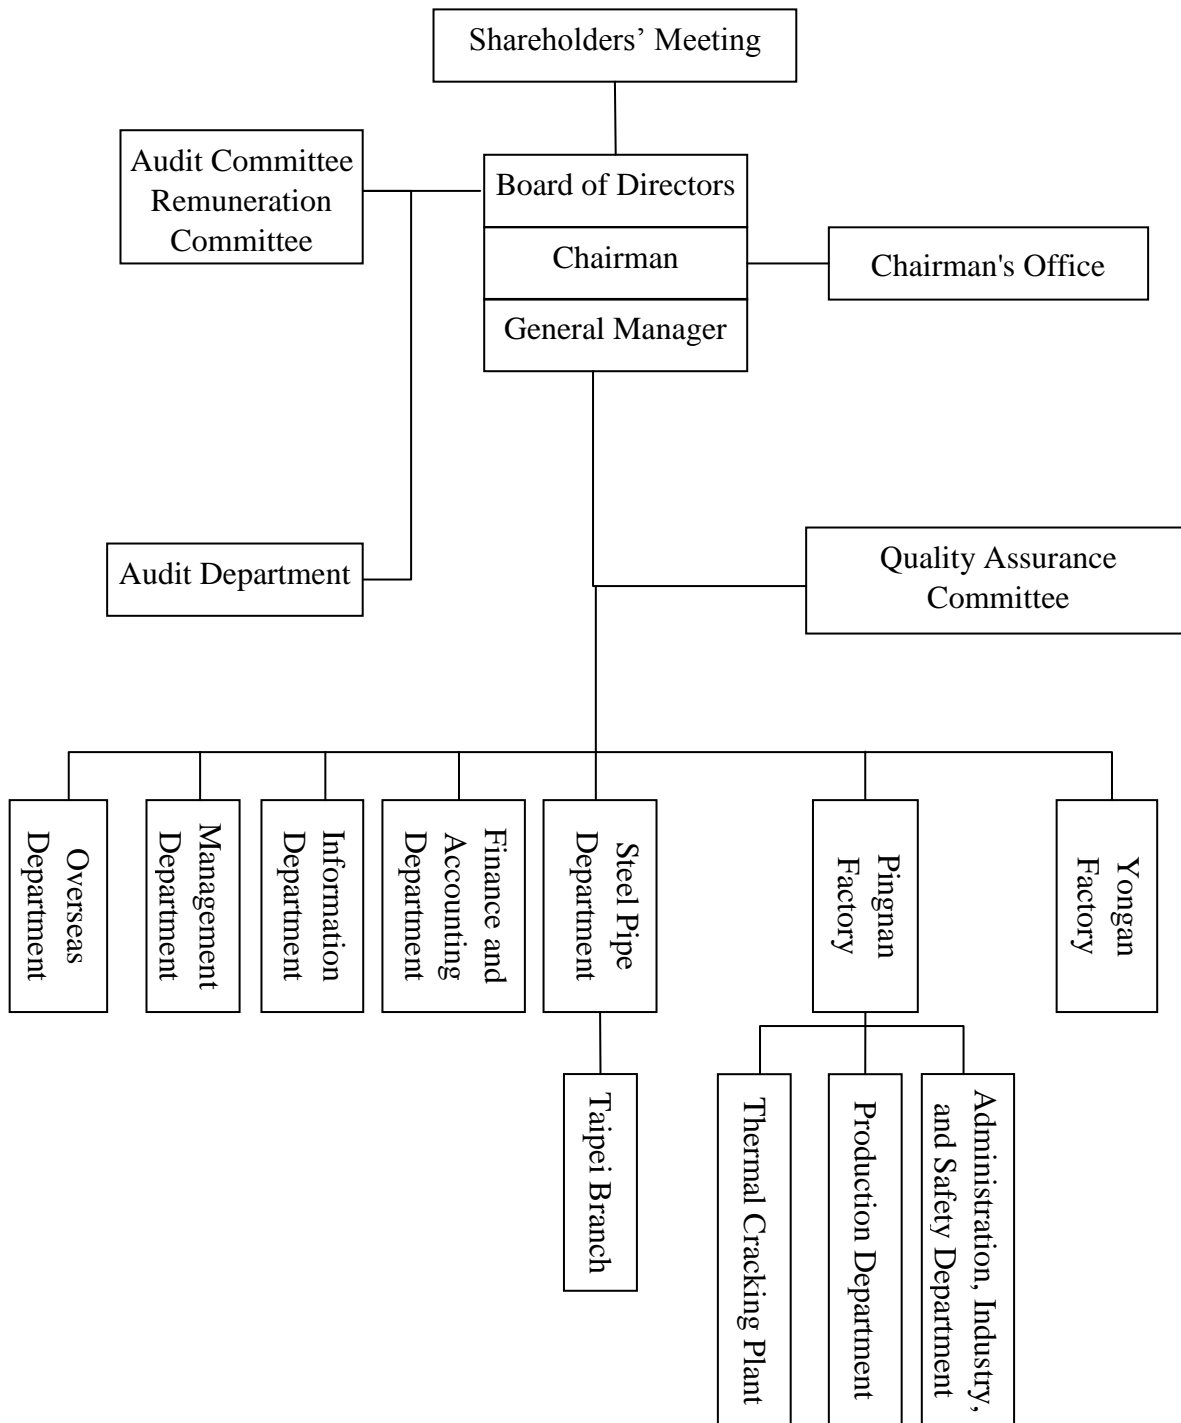 Shareholders’ Meeting
Audit Committee
Remuneration
Committee
Board of Directors
Chairman
General Manager
Chairman's Office
Audit Department
Quality Assurance
Committee
Overseas
Department
Management
Department
Information
Department
Finance and
Accounting
Department
Steel Pipe
Department
Pingnan
Factory
Yongan
Factory
Taipei Branch
Thermal Cracking Plant
Production Department
Administration, Industry,
and Safety Department